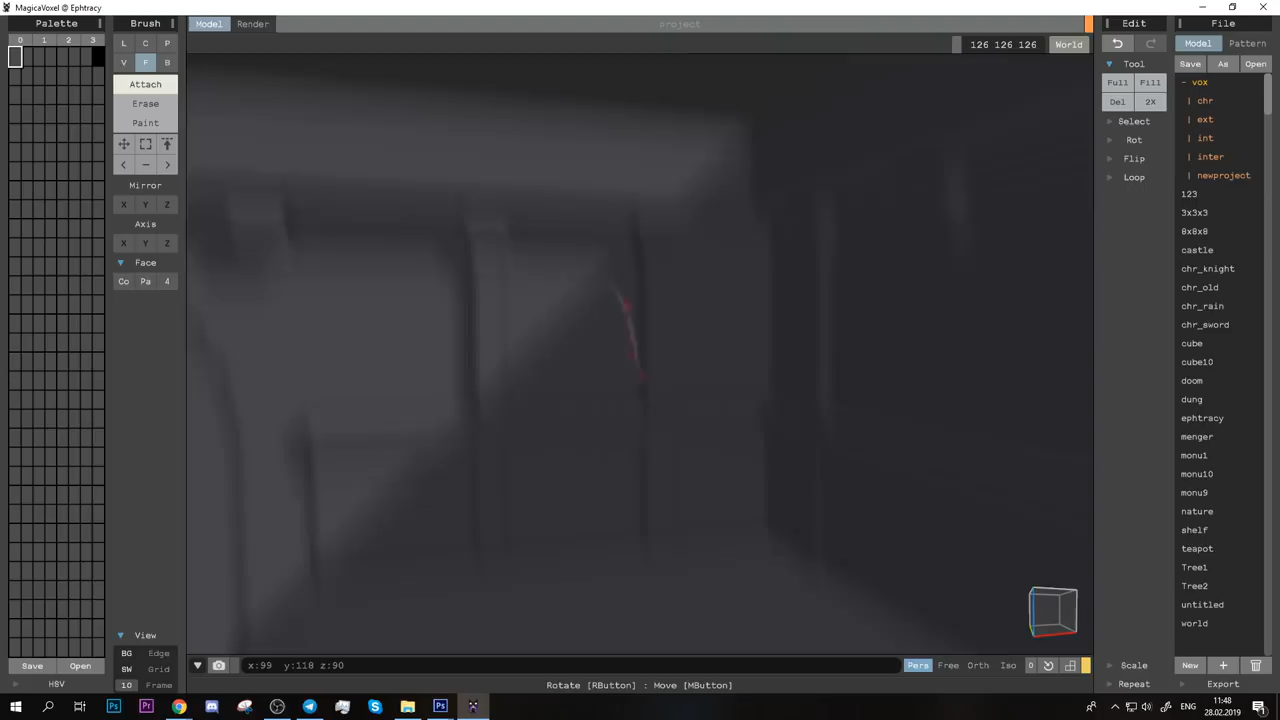 MagicaVoxel @ Ephtracy
Palette
Brush
Model Render
project
Edit
File
0 1 2 3
L C P
V F B
126 126 126 World
Model Pattern
Tool
Save As Open
Attach
Erase
Paint
Full Fill
Del 2X
Select
Rot
Flip
Loop
- vox
| chr
| ext
| int
| inter
| newproject
123
3x3x3
8x8x8
castle
chr_knight
chr_old
chr_rain
chr_sword
cube
cube10
doom
dung
ephtracy
menger
monu1
monu10
monu9
nature
shelf
teapot
Tree1
Tree2
untitled
world
< - >
Mirror
X Y Z
Axis
X Y Z
Face
Co Pa 4
View
BG Edge
SW Grid
10 Frame
Save Open
HSV
x:99 y:118 z:90
Pers Free Orth Iso 0
Scale
New +
Rotate [RButton] : Move [MButton]
Repeat
Export
Ps Pr
Ps
ENG
11:48
28.02.2019
1